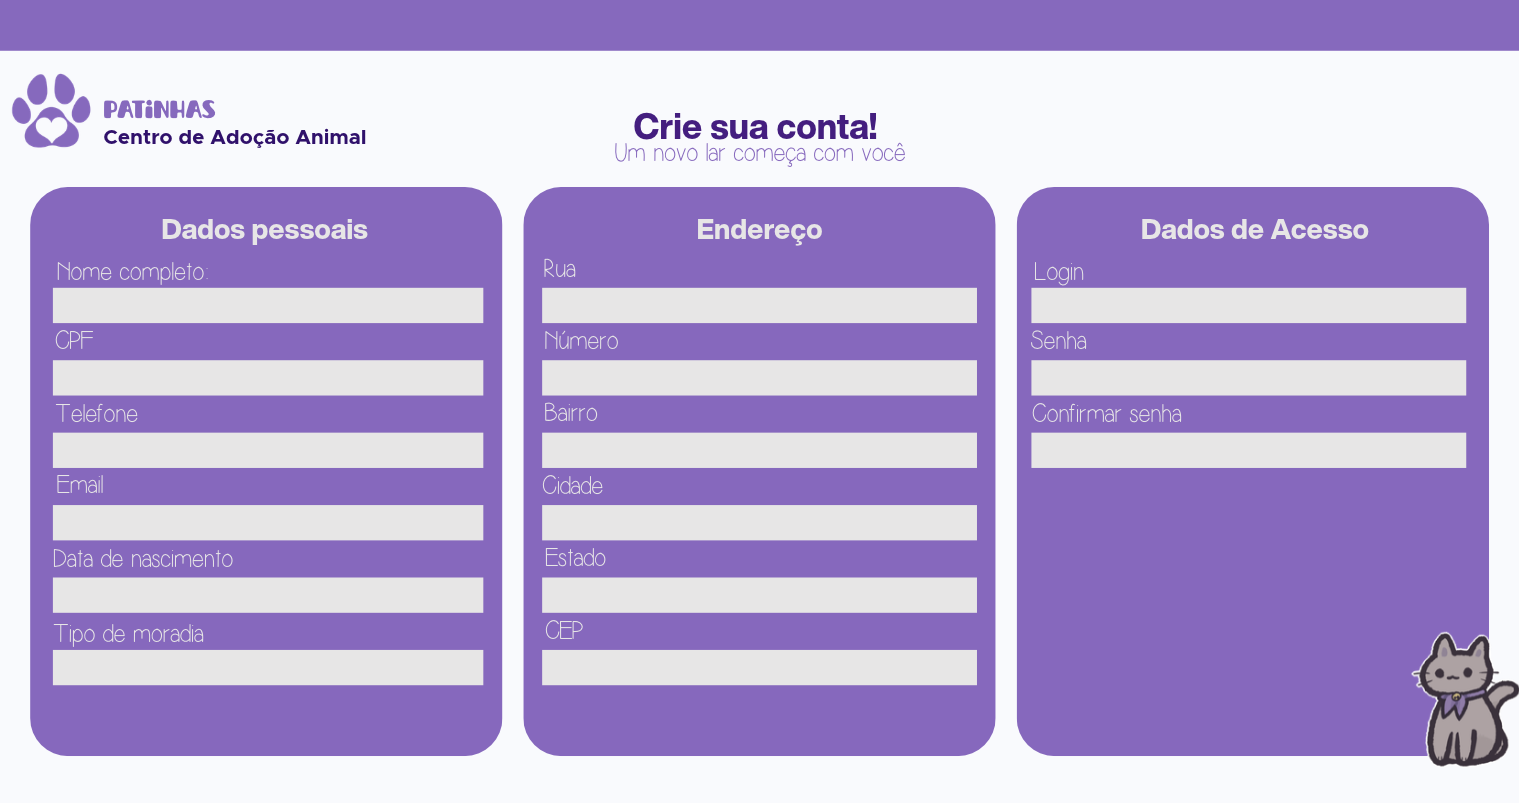 PATiNHAS
Centro de Adoção Animal
Crie sua conta!
Um novo lar começa com você
Dados pessoais
Nome completo:
CPF
Telefone
Email
Data de nascimento
Tipo de moradia
Endereço
Rua
Número
Bairro
Cidade
Estado
CEP
Dados de Acesso
Login
Senha
Confirmar senha